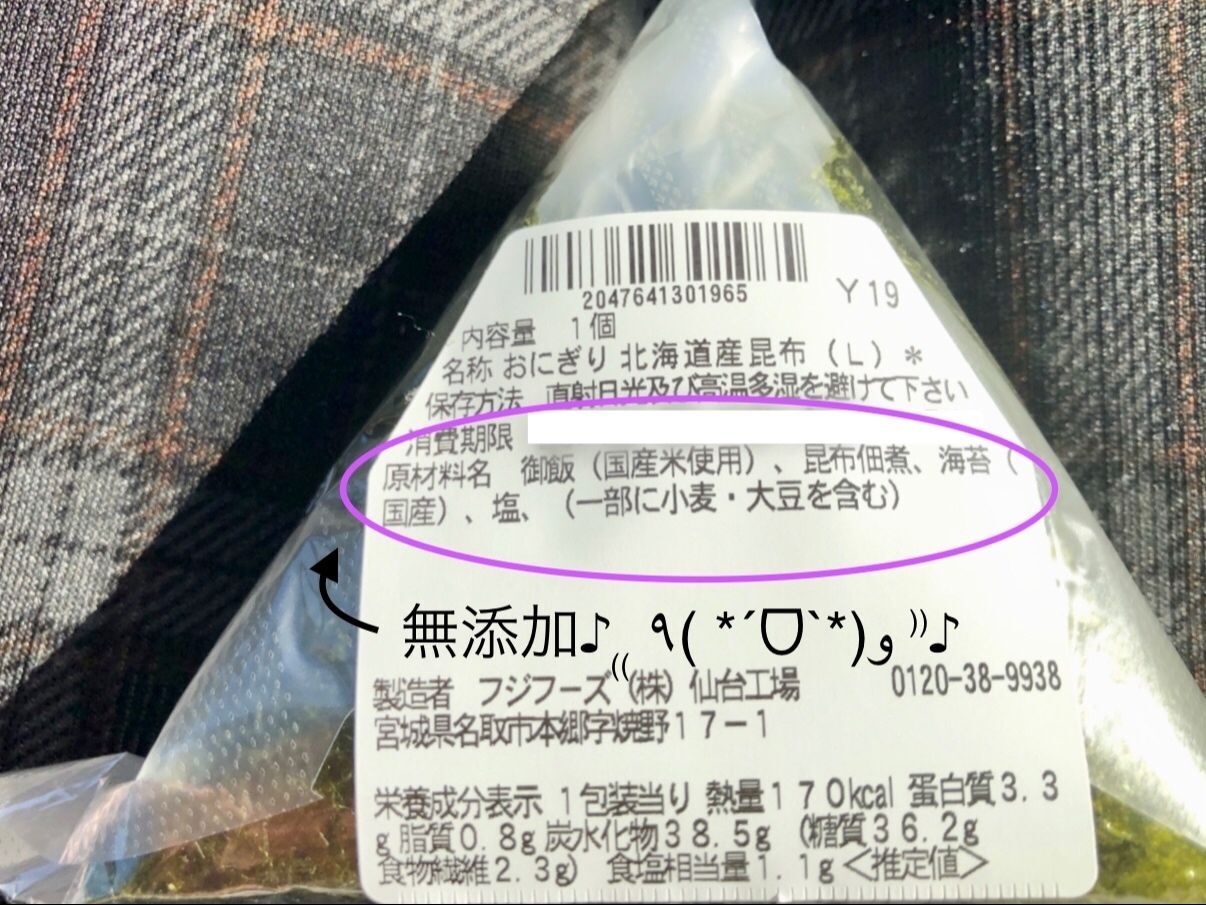 2047641301965
Y19
内容量 1個
名称 おにぎり 北海道産昆布（L）＊
保存方法 直射日光及び高温多湿を避けて下さい
消費期限
原材料名 御飯（国産米使用）、昆布佃煮、海苔（
国産）、塩、（一部に小麦・大豆を含む）
無添加♪₍₍ ٩( *´ᗜ`*)و ⁾⁾♪
製造者 フジフーズ（株）仙台工場 0120-38-9938
宮城県名取市本郷字焼野17－1
栄養成分表示 1包装当り 熱量170kcal 蛋白質3.3
g 脂質0.8g 炭水化物38.5g （糖質36.2g
食物繊維2.3g） 食塩相当量1.1g＜推定値＞